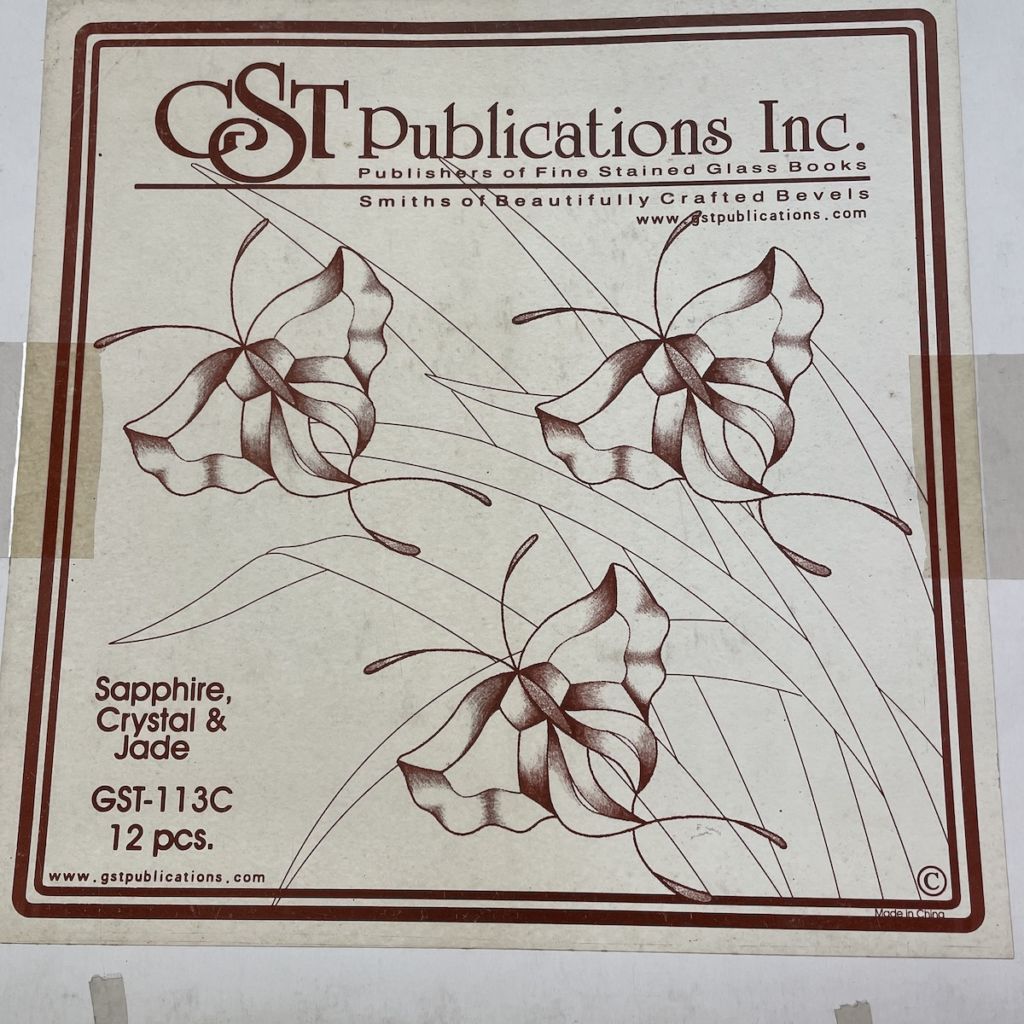 GST Publications Inc.
Publishers of Fine Stained Glass Books
Smiths of Beautifully Crafted Bevels
www.gstpublications.com
Sapphire,
Crystal &
Jade
GST-113C
12 pcs.
www.gstpublications.com
©
Made In China